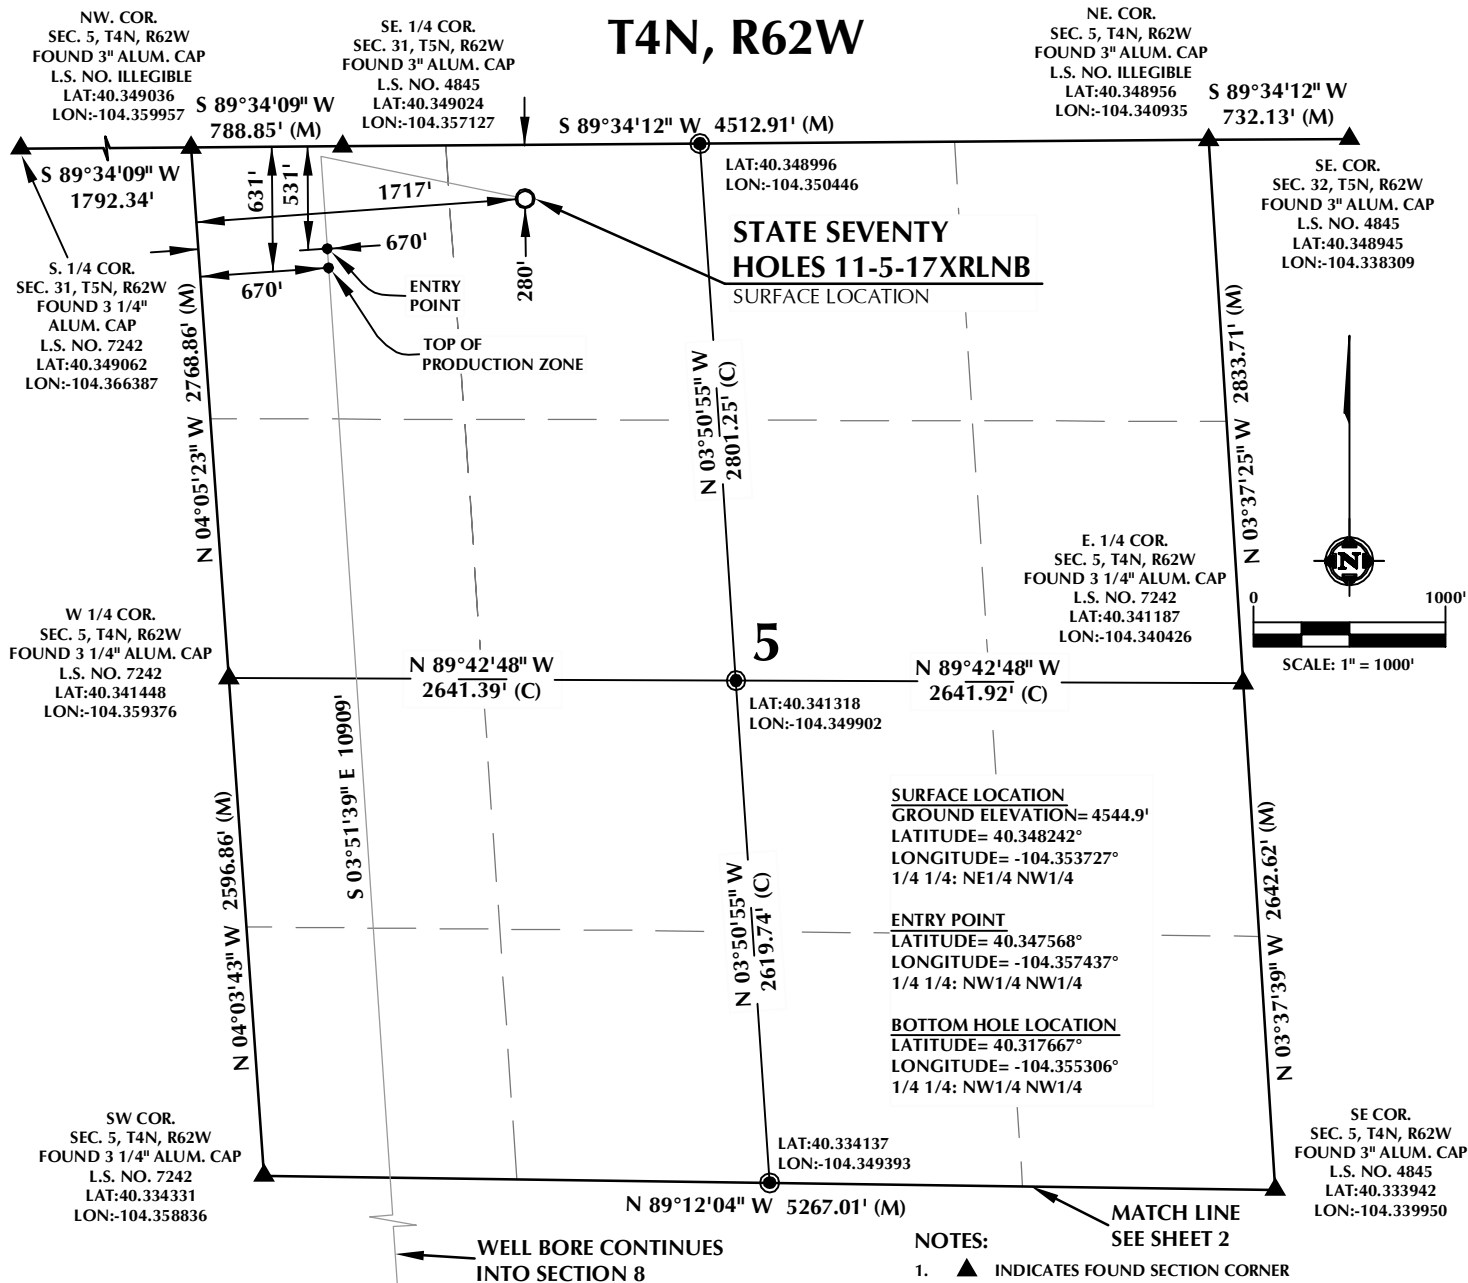 T4N, R62W
NW. COR.
SEC. 5, T4N, R62W
FOUND 3" ALUM. CAP
L.S. NO. ILLEGIBLE
LAT:40.349036
LON:-104.359957
SE. 1/4 COR.
SEC. 31, T5N, R62W
FOUND 3" ALUM. CAP
L.S. NO. 4845
LAT:40.349024
LON:-104.357127
NE. COR.
SEC. 5, T4N, R62W
FOUND 3" ALUM. CAP
L.S. NO. ILLEGIBLE
LAT:40.348956
LON:-104.340935
S 89°34'09" W
788.85' (M)
S 89°34'12" W 4512.91' (M)
S 89°34'12" W
732.13' (M)
S 89°34'09" W
1792.34'
LAT:40.348996
LON:-104.350446
SE. COR.
SEC. 32, T5N, R62W
FOUND 3" ALUM. CAP
L.S. NO. 4845
LAT:40.348945
LON:-104.338309
631'
531'
1717'
670'
670'
280'
ENTRY
POINT
TOP OF
PRODUCTION ZONE
STATE SEVENTY
HOLES 11-5-17XRLNB
SURFACE LOCATION
S. 1/4 COR.
SEC. 31, T5N, R62W
FOUND 3 1/4"
ALUM. CAP
L.S. NO. 7242
LAT:40.349062
LON:-104.366387
N 04°05'23" W 2768.86' (M)
N 03°50'55" W
2801.25' (C)
N 03°37'25" W 2833.71' (M)
E. 1/4 COR.
SEC. 5, T4N, R62W
FOUND 3 1/4" ALUM. CAP
L.S. NO. 7242
LAT:40.341187
LON:-104.340426
N
0 1000'
SCALE: 1" = 1000'
W 1/4 COR.
SEC. 5, T4N, R62W
FOUND 3 1/4" ALUM. CAP
L.S. NO. 7242
LAT:40.341448
LON:-104.359376
5
N 89°42'48" W
2641.39' (C)
N 89°42'48" W
2641.92' (C)
LAT:40.341318
LON:-104.349902
S 03°51'39" E 10909'
N 04°03'43" W 2596.86' (M)
N 03°50'55" W
2619.74' (C)
N 03°37'39" W 2642.62' (M)
SURFACE LOCATION
GROUND ELEVATION= 4544.9'
LATITUDE= 40.348242°
LONGITUDE= -104.353727°
1/4 1/4: NE1/4 NW1/4
ENTRY POINT
LATITUDE= 40.347568°
LONGITUDE= -104.357437°
1/4 1/4: NW1/4 NW1/4
BOTTOM HOLE LOCATION
LATITUDE= 40.317667°
LONGITUDE= -104.355306°
1/4 1/4: NW1/4 NW1/4
SW COR.
SEC. 5, T4N, R62W
FOUND 3 1/4" ALUM. CAP
L.S. NO. 7242
LAT:40.334331
LON:-104.358836
LAT:40.334137
LON:-104.349393
SE COR.
SEC. 5, T4N, R62W
FOUND 3" ALUM. CAP
L.S. NO. 4845
LAT:40.333942
LON:-104.339950
N 89°12'04" W 5267.01' (M)
MATCH LINE
SEE SHEET 2
WELL BORE CONTINUES
INTO SECTION 8
NOTES:
1. INDICATES FOUND SECTION CORNER